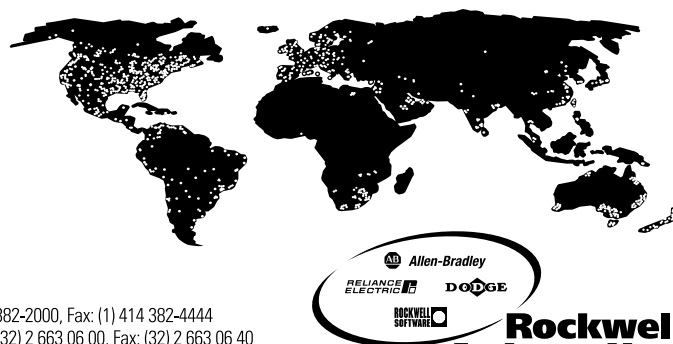 AB Allen-Bradley
RELIANCE ELECTRIC
DODGE
ROCKWELL SOFTWARE
382-2000, Fax: (1) 414 382-4444
32) 2 663 06 00, Fax: (32) 2 663 06 40
Rockwel